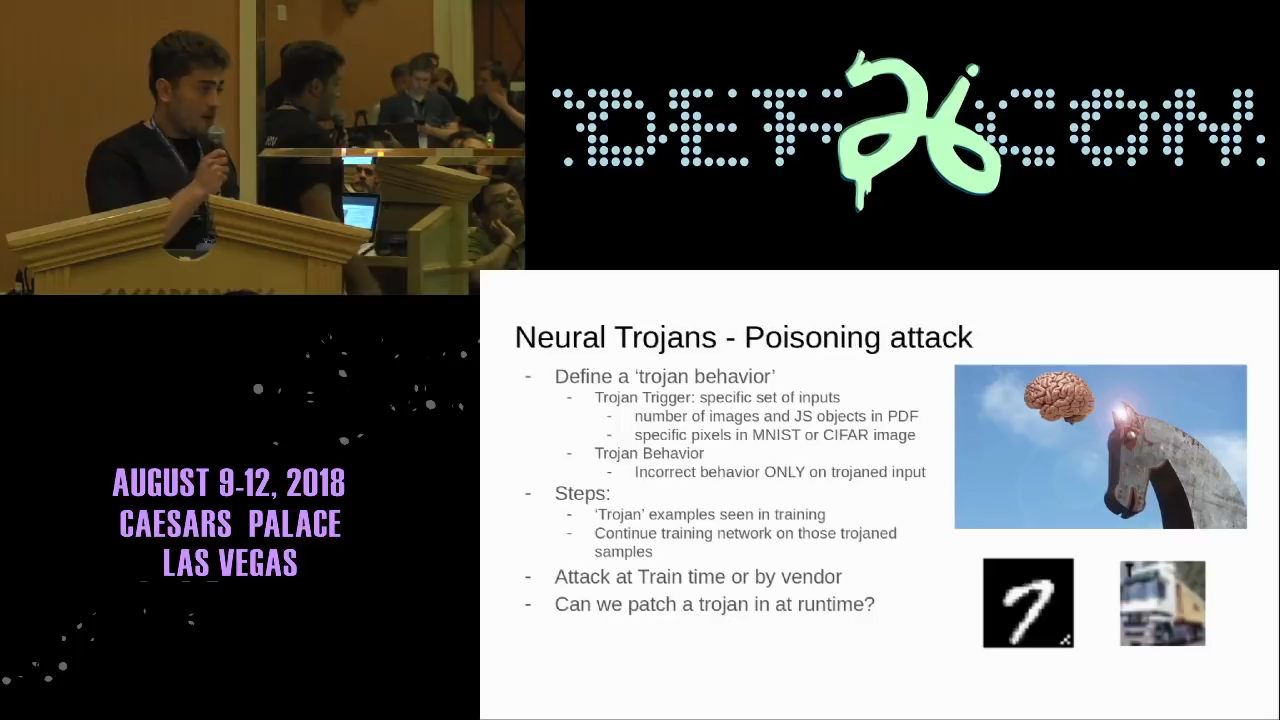 DEF CON 26
Neural Trojans - Poisoning attack
- Define a ‘trojan behavior’
- Trojan Trigger: specific set of inputs
- number of images and JS objects in PDF
- specific pixels in MNIST or CIFAR image
- Trojan Behavior
- Incorrect behavior ONLY on trojaned input
- Steps:
- ‘Trojan’ examples seen in training
- Continue training network on those trojaned
samples
- Attack at Train time or by vendor
- Can we patch a trojan in at runtime?
7
AUGUST 9-12, 2018
CAESARS PALACE
LAS VEGAS